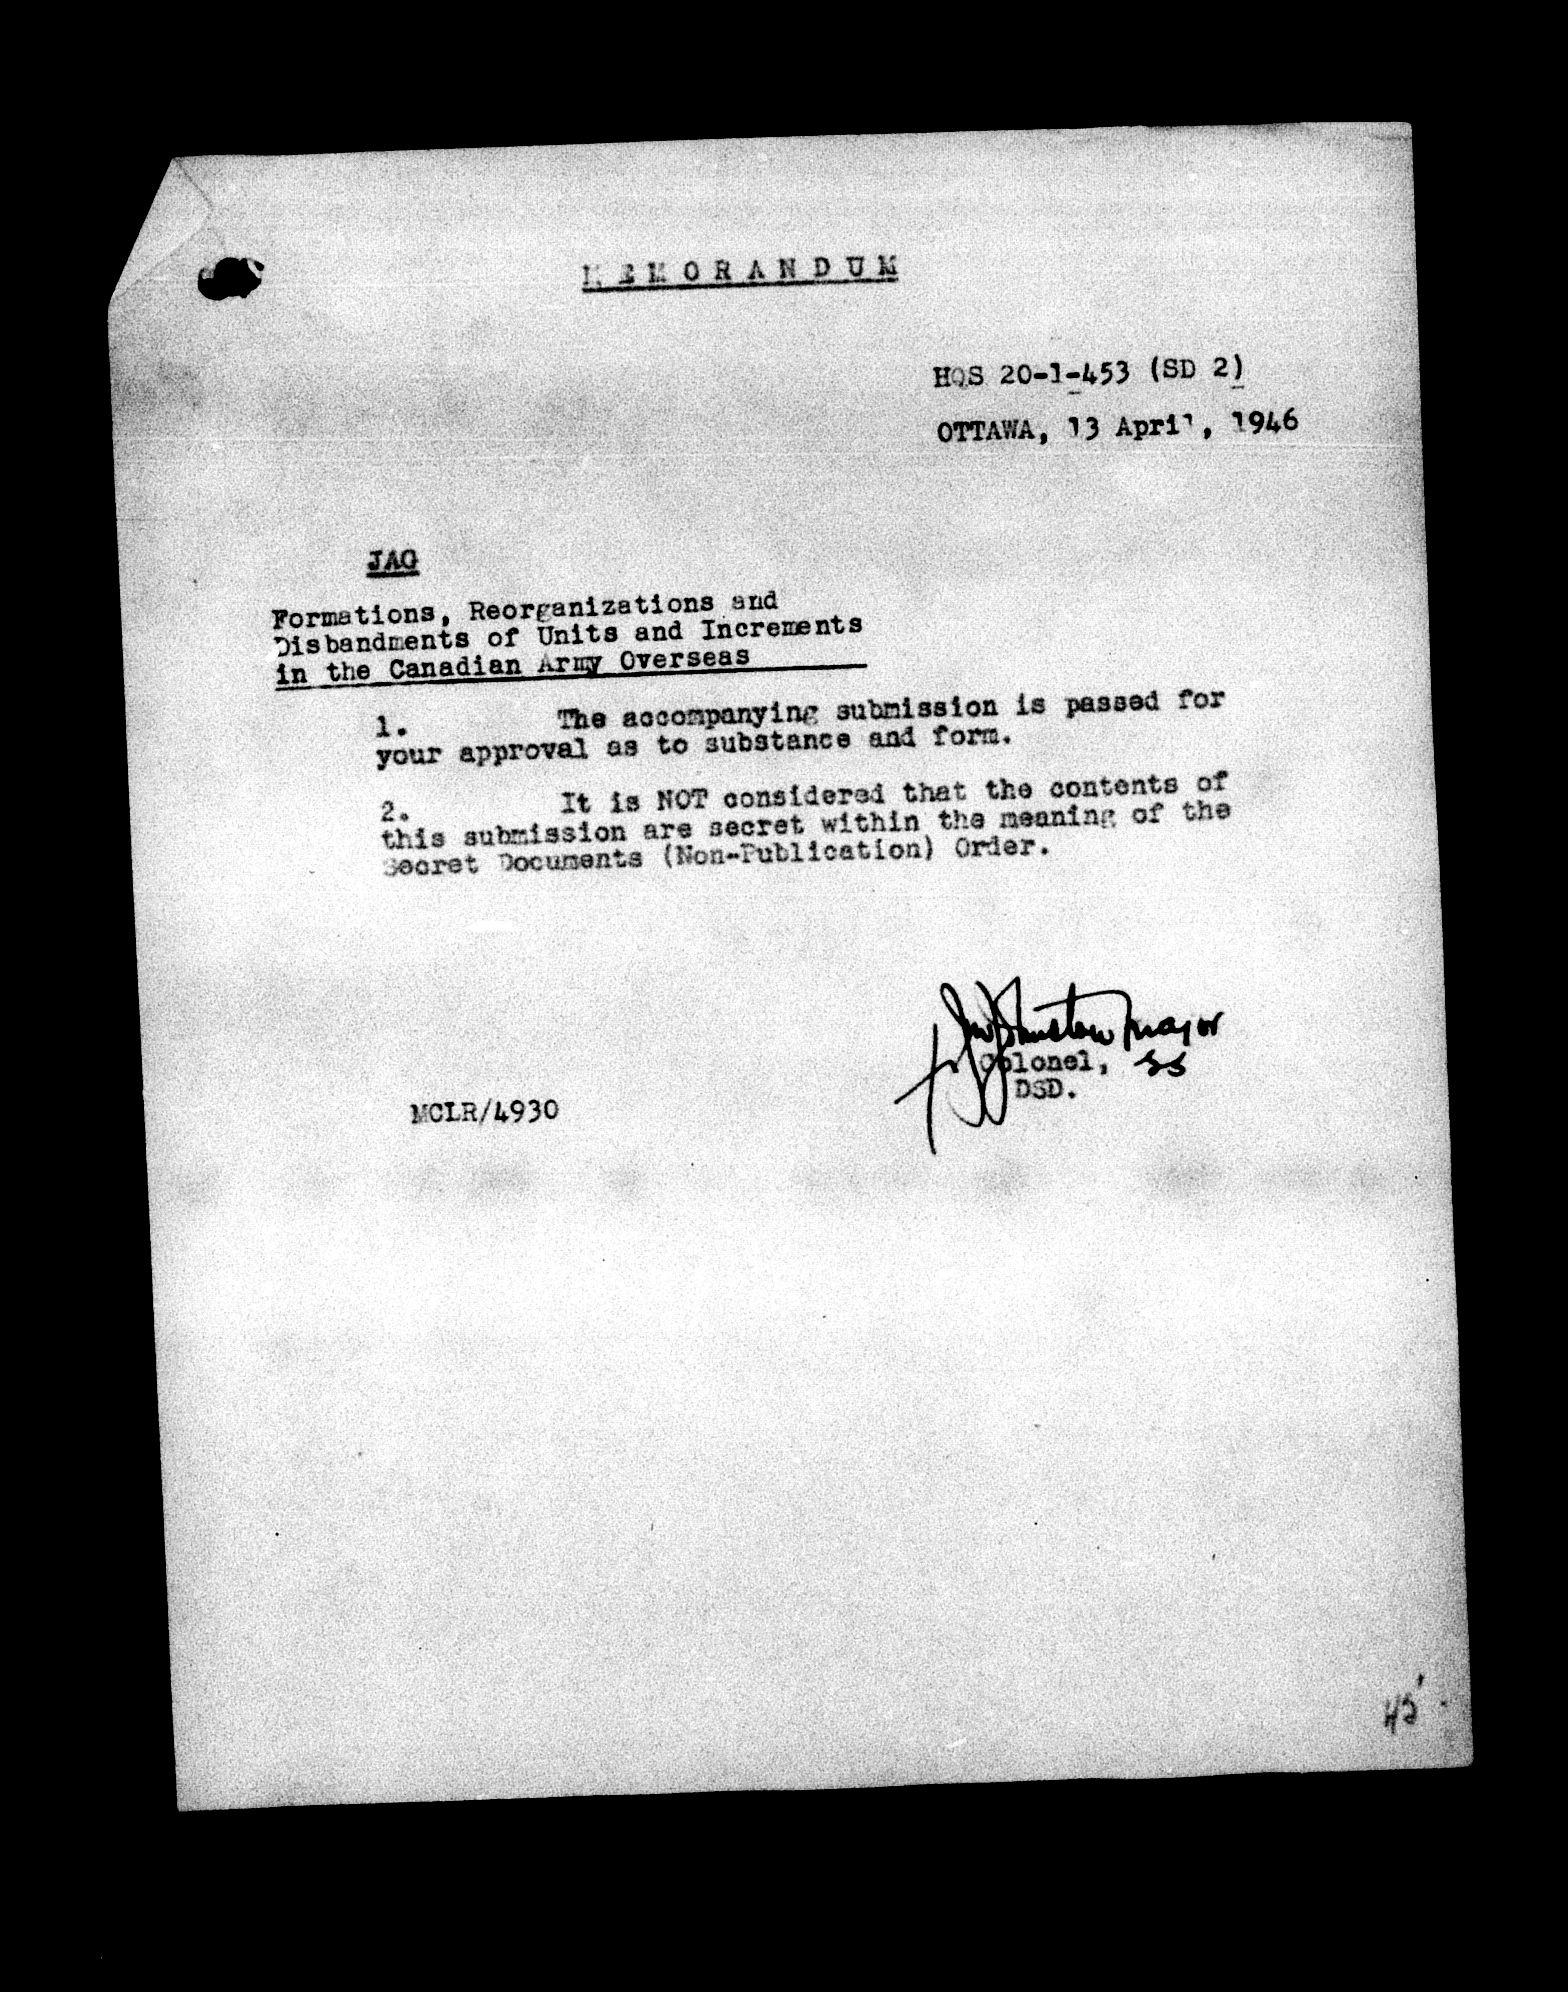 MEMORANDUM
HQS 20-1-453 (SD 2)
OTTAWA, 13 April, 1946
JAG
Formations, Reorganizations and
Disbandments of Units and Increments
in the Canadian Army Overseas
1. The accompanying submission is passed for
your approval as to substance and form.
2. It is NOT considered that the contents of
this submission are secret within the meaning of the
Secret Documents (Non-Publication) Order.
Major
Colonel,
DSD.
MCLR/4930